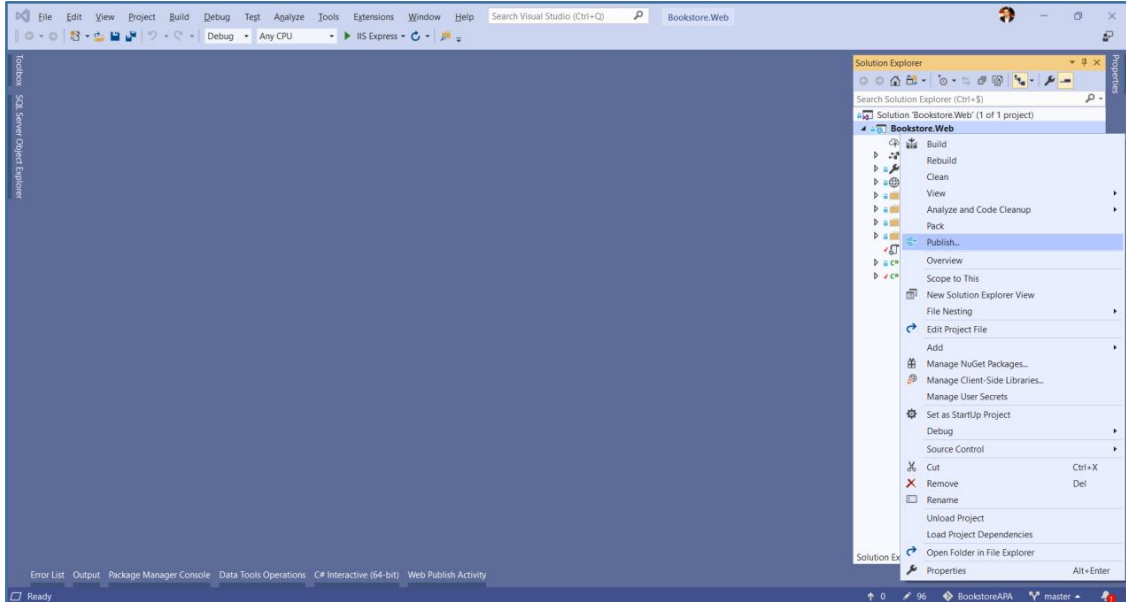 File Edit View Project Build Debug Test Analyze Tools Extensions Window Help Search Visual Studio (Ctrl+Q) Bookstore.Web
Debug Any CPU IIS Express
Toolbox
SQL Server Object Explorer
Solution Explorer
Properties
Search Solution Explorer (Ctrl+$)
Solution 'Bookstore.Web' (1 of 1 project)
Bookstore.Web
Build
Rebuild
Clean
View
Analyze and Code Cleanup
Pack
Publish...
Overview
Scope to This
New Solution Explorer View
File Nesting
Edit Project File
Add
Manage NuGet Packages...
Manage Client-Side Libraries...
Manage User Secrets
Set as StartUp Project
Debug
Source Control
Cut Ctrl+X
Remove Del
Rename
Unload Project
Load Project Dependencies
Open Folder in File Explorer
Properties Alt+Enter
C#
C#
Solution Ex
Error List Output Package Manager Console Data Tools Operations C# Interactive (64-bit) Web Publish Activity
Ready 0 96 BookstoreAPA master 1